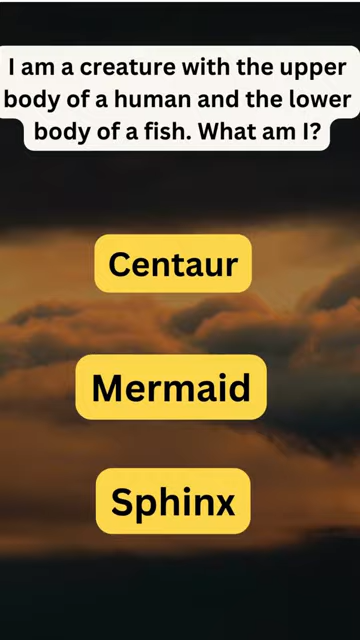 I am a creature with the upper
body of a human and the lower
body of a fish. What am I?
Centaur
Mermaid
Sphinx